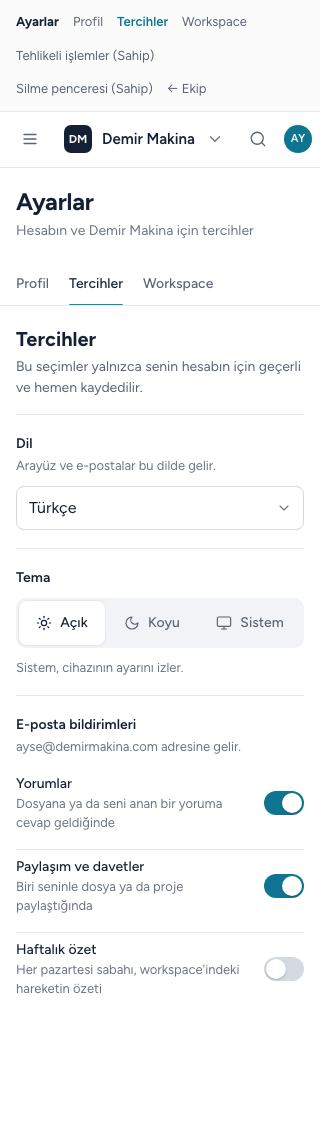 Ayarlar Profil Tercihler Workspace
Tehlikeli işlemler (Sahip)
Silme penceresi (Sahip) ← Ekip
DM Demir Makina AY
Ayarlar
Hesabın ve Demir Makina için tercihler
Profil Tercihler Workspace
Tercihler
Bu seçimler yalnızca senin hesabın için geçerli
ve hemen kaydedilir.
Dil
Arayüz ve e-postalar bu dilde gelir.
Türkçe
Tema
Açık Koyu Sistem
Sistem, cihazının ayarını izler.
E-posta bildirimleri
ayse@demirmakina.com adresine gelir.
Yorumlar
Dosyana ya da seni anan bir yoruma
cevap geldiğinde
Paylaşım ve davetler
Biri seninle dosya ya da proje
paylaştığında
Haftalık özet
Her pazartesi sabahı, workspace'indeki
hareketin özeti